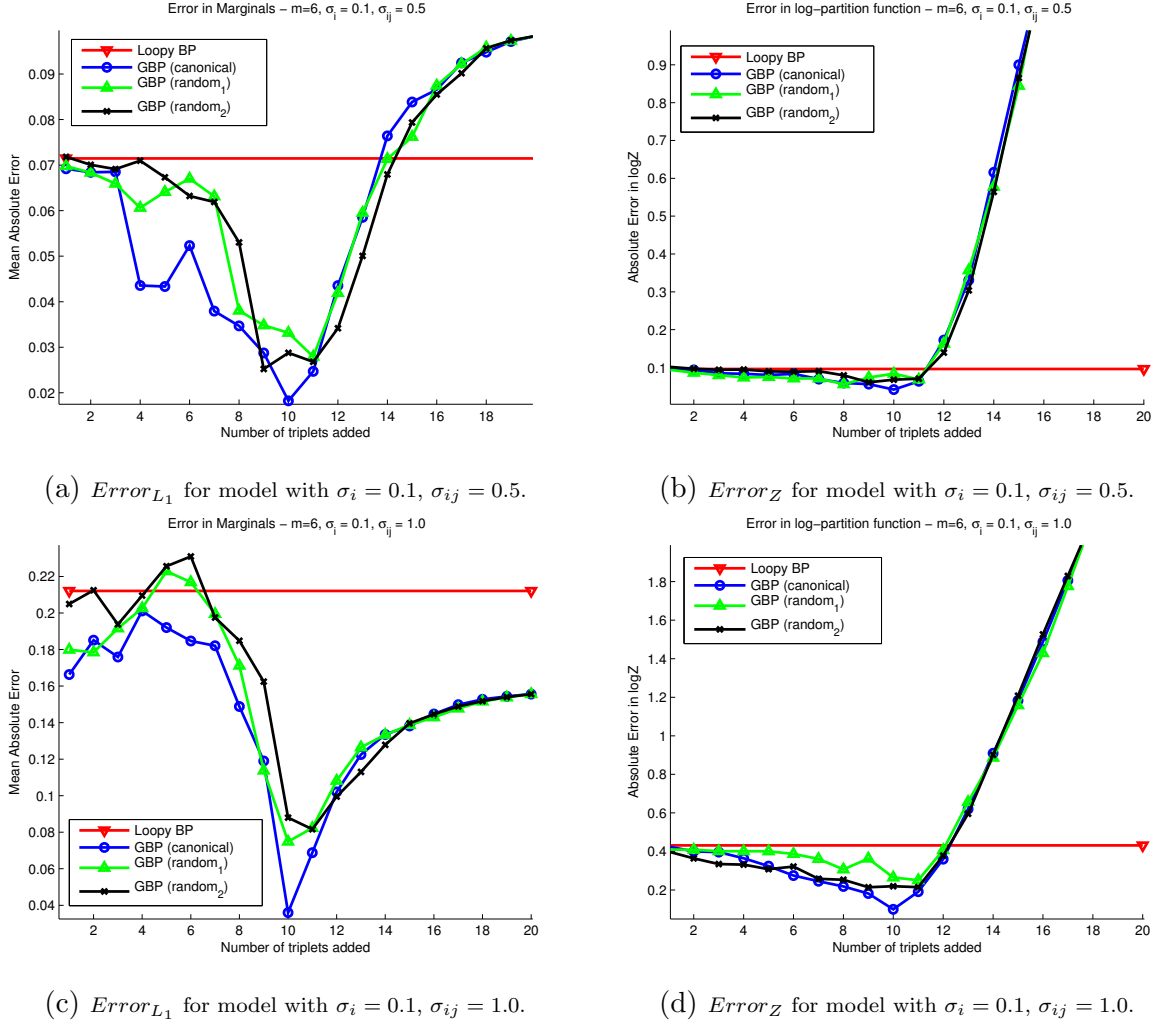 Error in Marginals − m=6, σi = 0.1, σij = 0.5
Loopy BP
GBP (canonical)
GBP (random1)
GBP (random2)
Mean Absolute Error
0.09
0.08
0.07
0.06
0.05
0.04
0.03
0.02
2 4 6 8 10 12 14 16 18
Number of triplets added
(a) ErrorL1 for model with σi = 0.1, σij = 0.5.
Error in log−partition function − m=6, σi = 0.1, σij = 0.5
Loopy BP
GBP (canonical)
GBP (random1)
GBP (random2)
Absolute Error in logZ
0.9
0.8
0.7
0.6
0.5
0.4
0.3
0.2
0.1
2 4 6 8 10 12 14 16 18 20
Number of triplets added
(b) ErrorZ for model with σi = 0.1, σij = 0.5.
Error in Marginals − m=6, σi = 0.1, σij = 1.0
Mean Absolute Error
0.22
0.2
0.18
0.16
0.14
0.12
0.1
0.08
0.06
0.04
Loopy BP
GBP (canonical)
GBP (random1)
GBP (random2)
2 4 6 8 10 12 14 16 18 20
Number of triplets added
(c) ErrorL1 for model with σi = 0.1, σij = 1.0.
Error in log−partition function − m=6, σi = 0.1, σij = 1.0
Loopy BP
GBP (canonical)
GBP (random1)
GBP (random2)
Absolute Error in logZ
1.8
1.6
1.4
1.2
1
0.8
0.6
0.4
0.2
2 4 6 8 10 12 14 16 18 20
Number of triplets added
(d) ErrorZ for model with σi = 0.1, σij = 1.0.